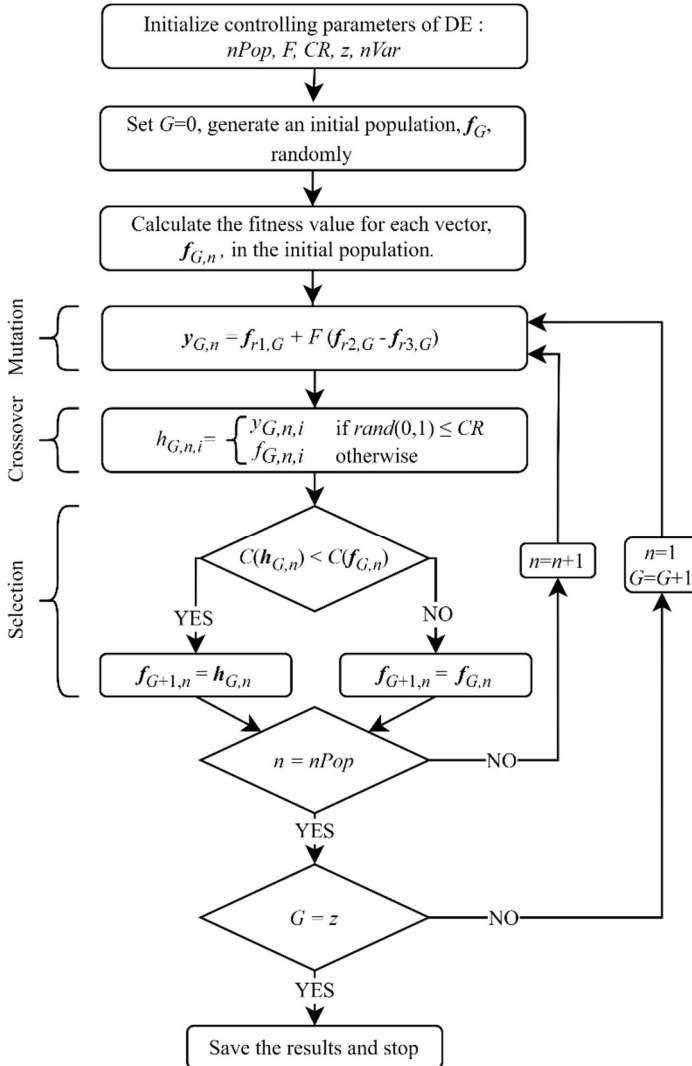 Initialize controlling parameters of DE :
nPop, F, CR, z, nVar
Set G=0, generate an initial population, f_G,
randomly
Calculate the fitness value for each vector,
f_G,n, in the initial population.
Mutation
y_G,n = f_r1,G + F (f_r2,G - f_r3,G)
Crossover
h_G,n,i = { y_G,n,i if rand(0,1) ≤ CR
f_G,n,i otherwise
Selection
C(h_G,n) < C(f_G,n)
YES
NO
f_G+1,n = h_G,n
f_G+1,n = f_G,n
n=n+1
n=1
G=G+1
n = nPop
NO
YES
G = z
NO
YES
Save the results and stop